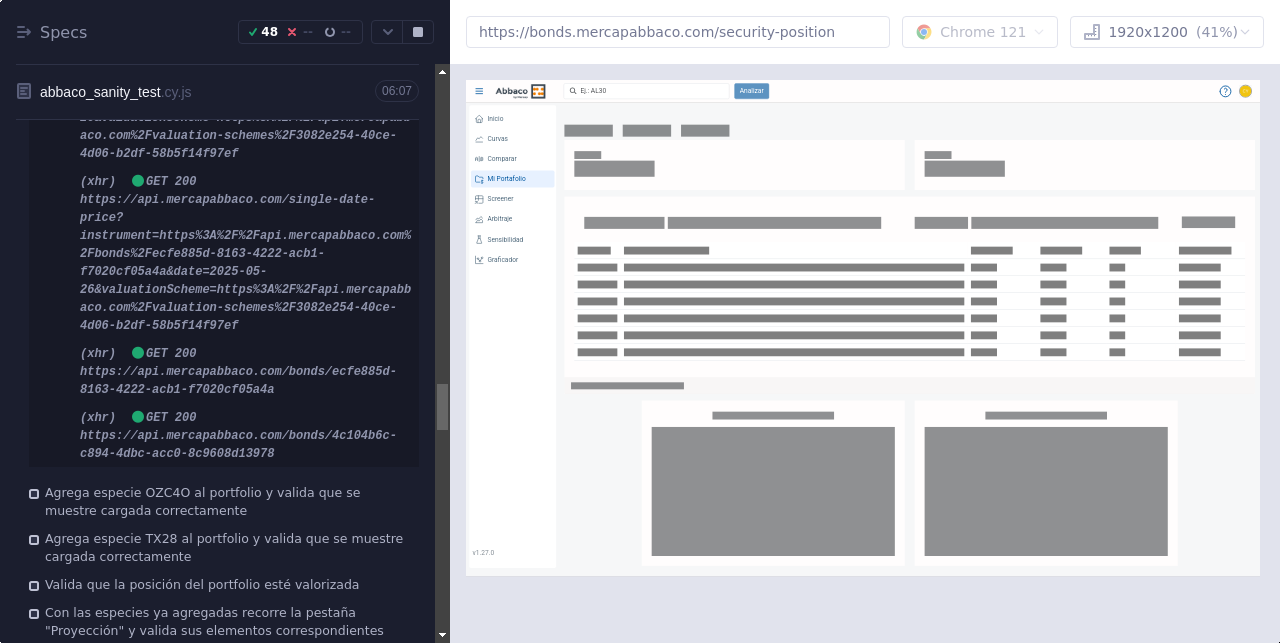 Specs
48
--
--
abbaco_sanity_test.cy.js
06:07
baco.com%2Fvaluation-schemes%2F3082e254-40ce-
4d06-b2df-58b5f14f97ef
(xhr) GET 200
https://api.mercapabbaco.com/single-date-
price?
instrument=https%3A%2F%2Fapi.mercapabbaco.com%
2Fbonds%2Fecfe885d-8163-4222-acb1-
f7020cf05a4a&date=2025-05-
26&valuationScheme=https%3A%2F%2Fapi.mercapabb
aco.com%2Fvaluation-schemes%2F3082e254-40ce-
4d06-b2df-58b5f14f97ef
(xhr) GET 200
https://api.mercapabbaco.com/bonds/ecfe885d-
8163-4222-acb1-f7020cf05a4a
(xhr) GET 200
https://api.mercapabbaco.com/bonds/4c104b6c-
c894-4dbc-acc0-8c9608d13978
Agrega especie OZC4O al portfolio y valida que se
muestre cargada correctamente
Agrega especie TX28 al portfolio y valida que se muestre
cargada correctamente
Valida que la posición del portfolio esté valorizada
Con las especies ya agregadas recorre la pestaña
"Proyección" y valida sus elementos correspondientes
https://bonds.mercapabbaco.com/security-position
Chrome 121
1920x1200 (41%)
Abbaco
Ej.: AL30
Analizar
Inicio
Curvas
Comparar
Mi Portafolio
Screener
Arbitraje
Sensibilidad
Graficador
v1.27.0